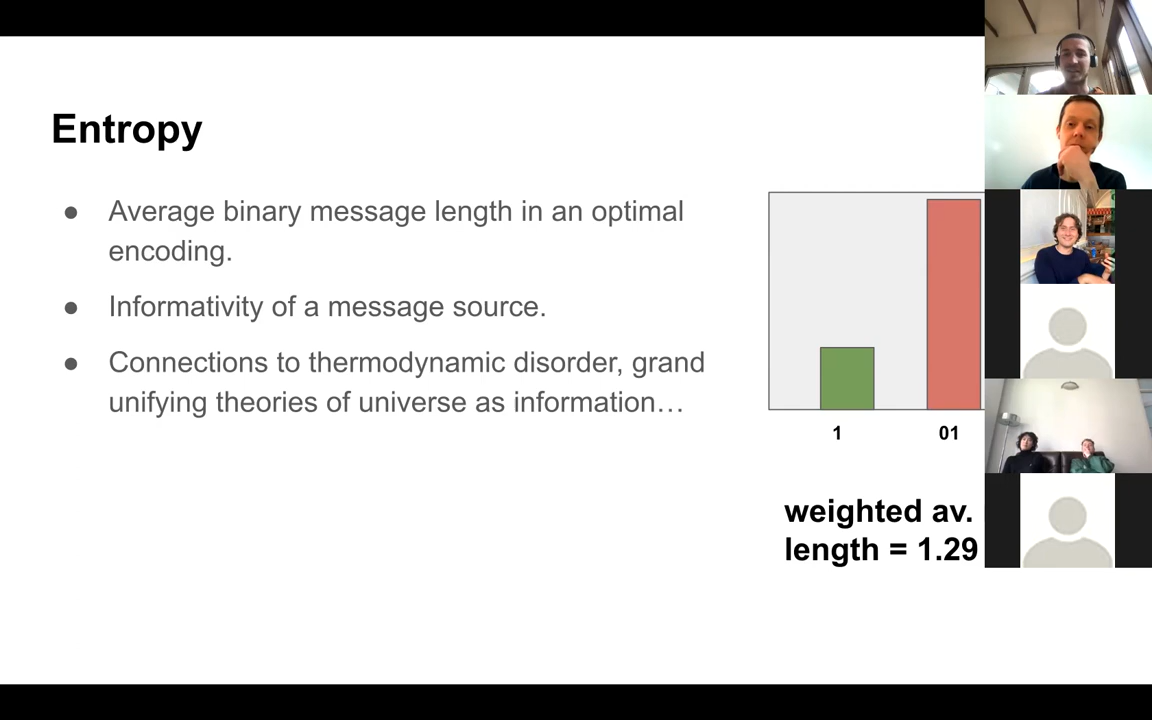 Entropy
● Average binary message length in an optimal
encoding.
● Informativity of a message source.
● Connections to thermodynamic disorder, grand
unifying theories of universe as information…
1 01
weighted av.
length = 1.29